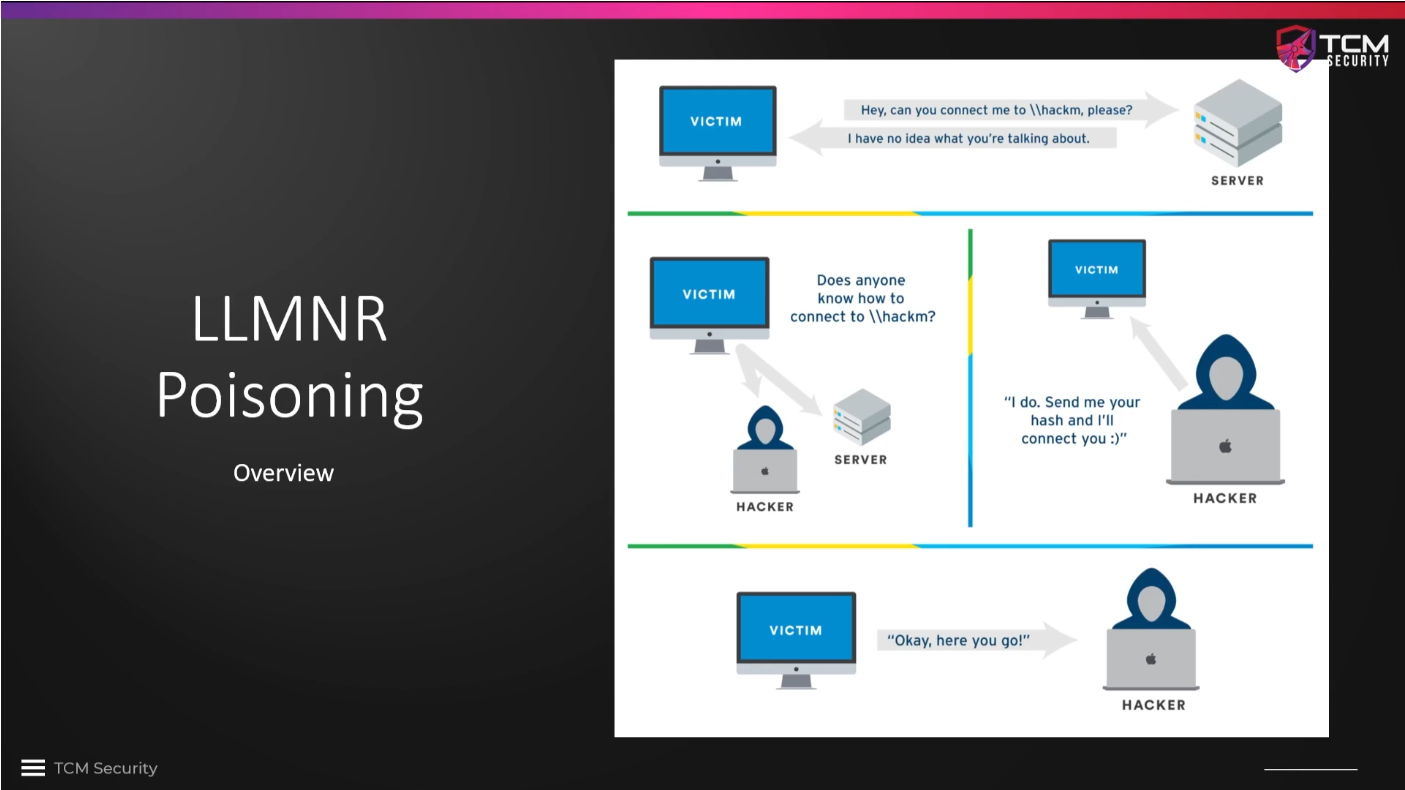 TCM
SECURITY
LLMNR
Poisoning
Overview
VICTIM
Hey, can you connect me to \\hackm, please?
I have no idea what you're talking about.
SERVER
VICTIM
Does anyone
know how to
connect to \\hackm?
HACKER
SERVER
VICTIM
“I do. Send me your
hash and I'll
connect you :)”
HACKER
VICTIM
“Okay, here you go!”
HACKER
TCM Security